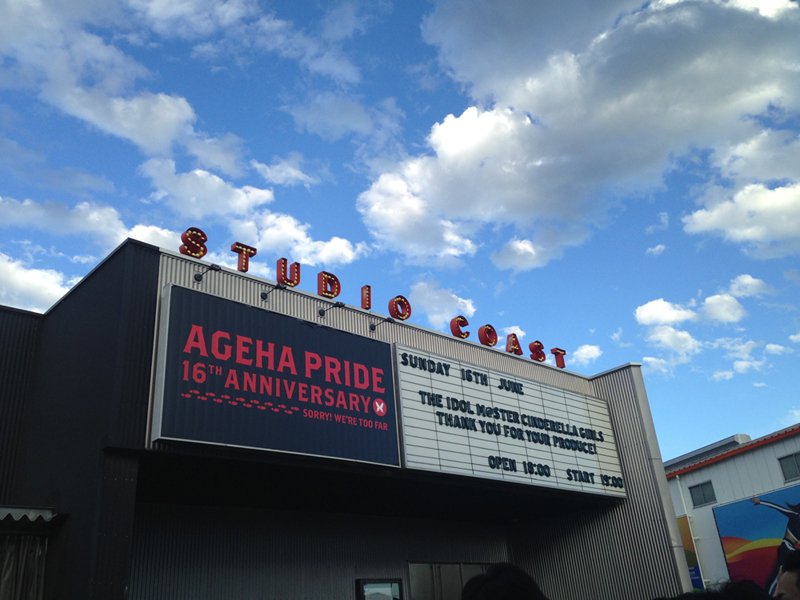 STUDIO COAST
AGEHA PRIDE
16TH ANNIVERSARY
SORRY! WE'RE TOO FAR
SUNDAY 16TH JUNE
THE IDOL M@STER CINDERELLA GIRLS
THANK YOU FOR YOUR PRODUCE!
OPEN 18:00 START 19:00